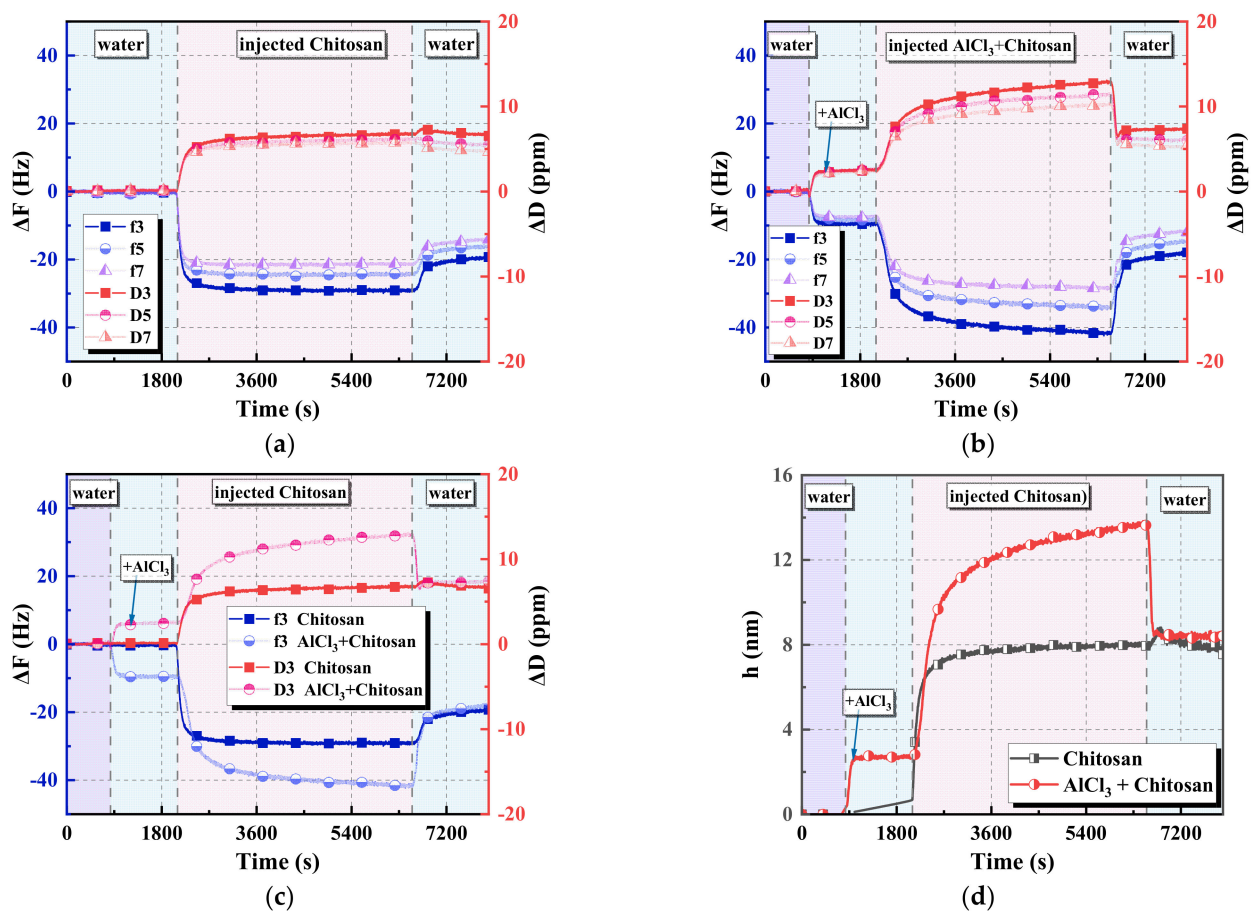 water
injected Chitosan
water
40
20
0
-20
-40
20
10
0
-10
-20
ΔF (Hz)
ΔD (ppm)
f3
f5
f7
D3
D5
D7
0 1800 3600 5400 7200
Time (s)
(a)
water
injected AlCl3+Chitosan
water
+AlCl3
40
20
0
-20
-40
20
10
0
-10
-20
ΔF (Hz)
ΔD (ppm)
f3
f5
f7
D3
D5
D7
0 1800 3600 5400 7200
Time (s)
(b)
water
injected Chitosan
water
+AlCl3
40
20
0
-20
-40
20
10
0
-10
-20
ΔF (Hz)
ΔD (ppm)
f3 Chitosan
f3 AlCl3+Chitosan
D3 Chitosan
D3 AlCl3+Chitosan
0 1800 3600 5400 7200
Time (s)
(c)
water
injected Chitosan)
water
+AlCl3
16
12
8
4
0
h (nm)
Chitosan
AlCl3 + Chitosan
0 1800 3600 5400 7200
Time (s)
(d)